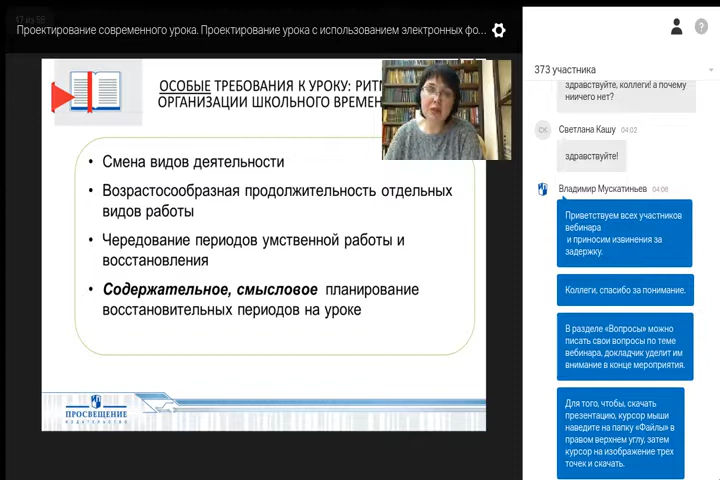 17 из 58
Проектирование современного урока. Проектирование урока с использованием электронных фо...
ОСОБЫЕ ТРЕБОВАНИЯ К УРОКУ:
ОРГАНИЗАЦИИ ШКОЛЬНОГО
• Смена видов деятельности
• Возрастосообразная продолжительность отдельных
видов работы
• Чередование периодов умственной работы и
восстановления
• Содержательное, смысловое планирование
восстановительных периодов на уроке
ПРОСВЕЩЕНИЕ
ИЗДАТЕЛЬСТВО
373 участника
здравствуйте, коллеги! а почему
ниичего нет?
СК
Светлана Кашу 04:02
здравствуйте!
Владимир Мускатиньев 04:06
Приветствуем всех участников
вебинара
и приносим извинения за
задержку.
Коллеги, спасибо за понимание.
В разделе «Вопросы» можно
писать свои вопросы по теме
вебинара, докладчик уделит им
внимание в конце мероприятия.
Для того, чтобы, скачать
презентацию, курсор мыши
наведите на папку «Файлы» в
правом верхнем углу, затем
курсор на изображение трех
точек и скачать.